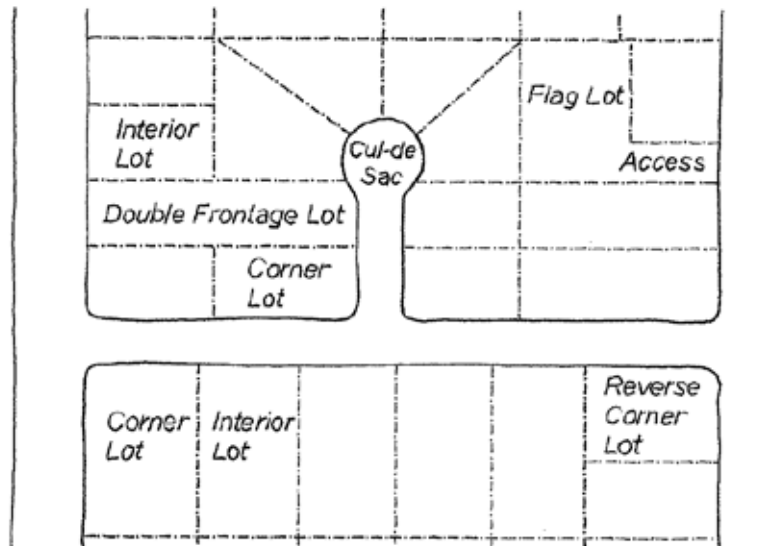 Flag Lot
Interior
Lot
Cul-de
Sac
Access
Double Frontage Lot
Corner
Lot
Corner
Lot
Interior
Lot
Reverse
Corner
Lot